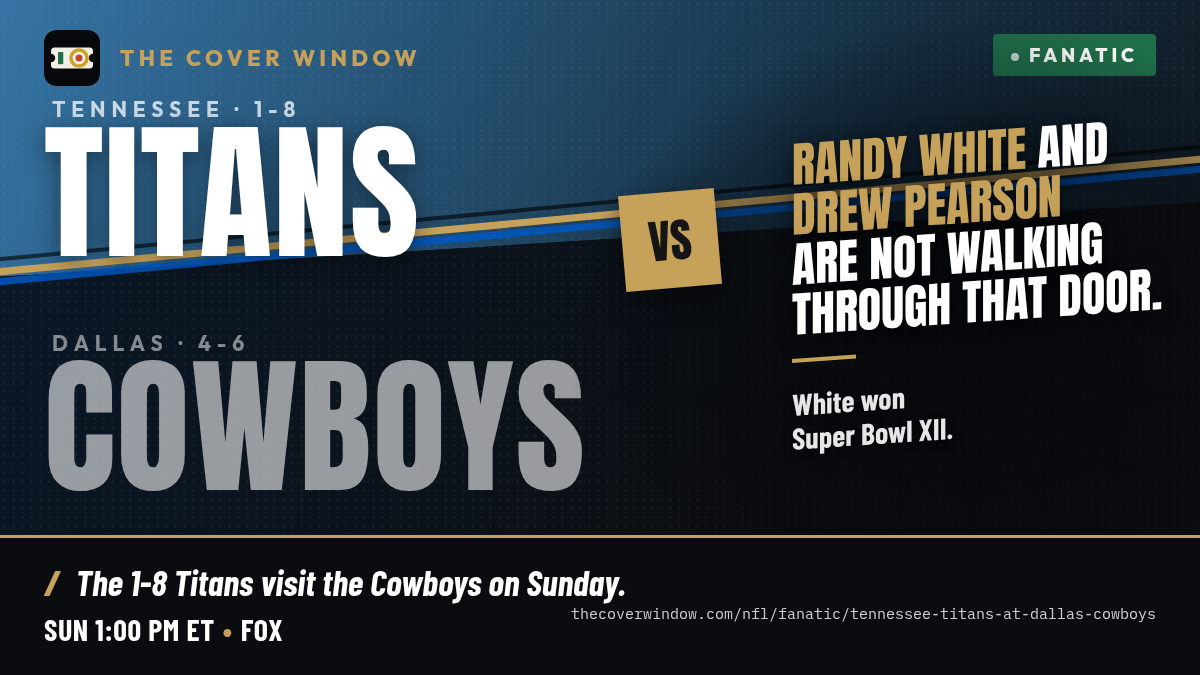 THE COVER WINDOW
FANATIC
TENNESSEE · 1-8
TITANS
VS
DALLAS · 4-6
COWBOYS
RANDY WHITE AND
DREW PEARSON
ARE NOT WALKING
THROUGH THAT DOOR.
White won
Super Bowl XII.
/ The 1-8 Titans visit the Cowboys on Sunday.
SUN 1:00 PM ET • FOX
thecoverwindow.com/nfl/fanatic/tennessee-titans-at-dallas-cowboys